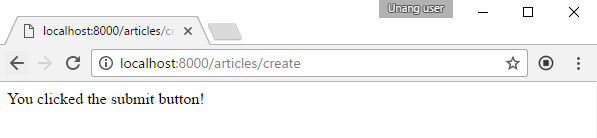 Unang user
localhost:8000/articles/cr
localhost:8000/articles/create
You clicked the submit button!